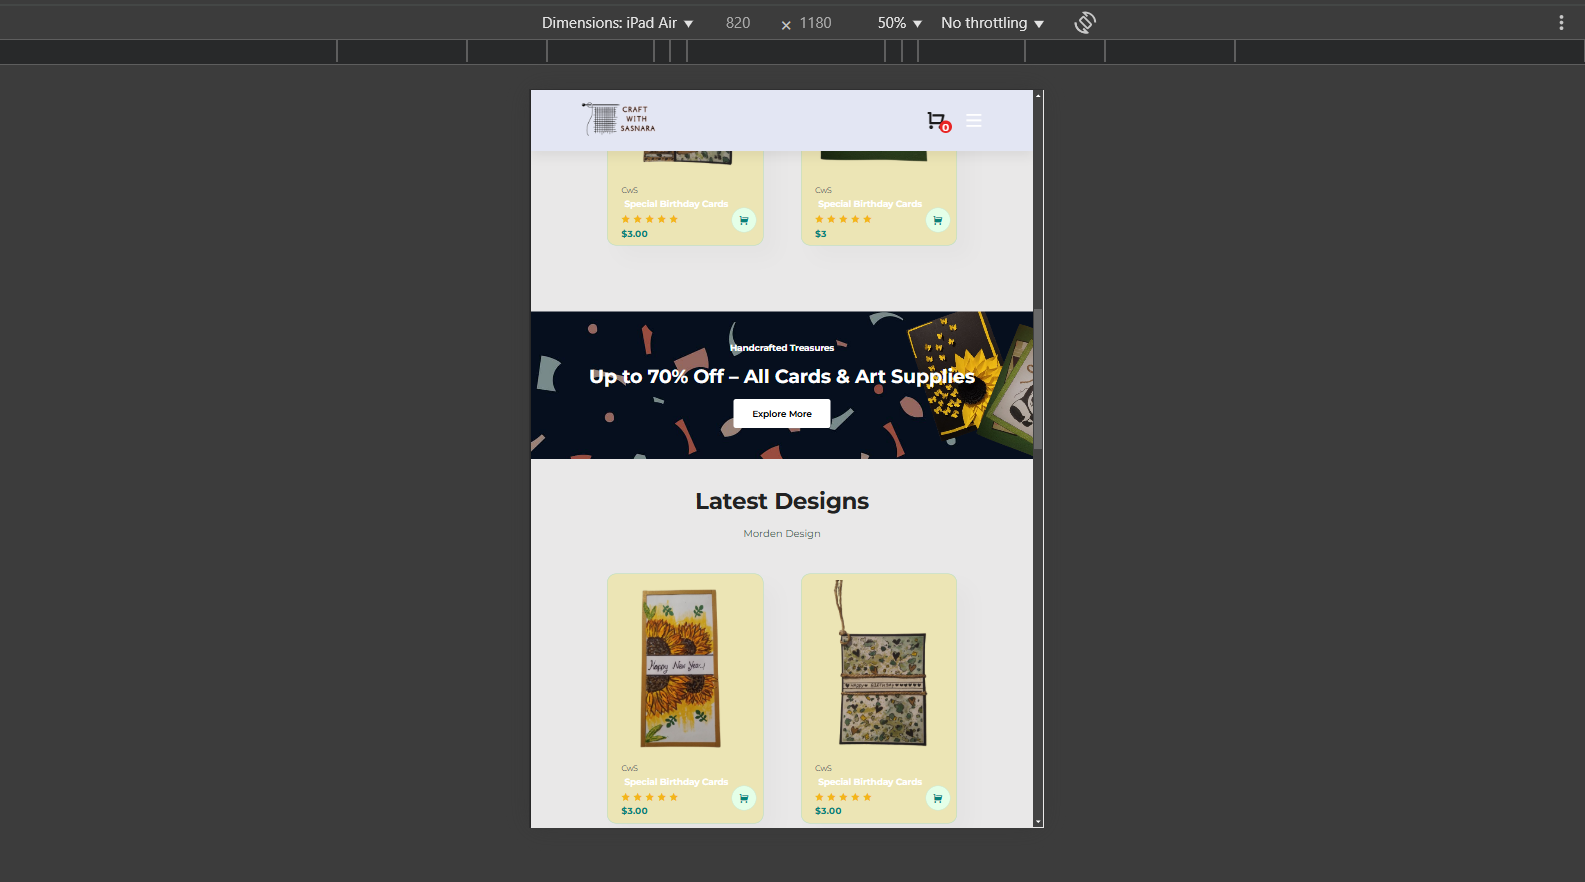 Dimensions: iPad Air
820
×
1180
50%
No throttling
CRAFT
WITH
SASNARA
0
CwS
Special Birthday Cards
$3.00
CwS
Special Birthday Cards
$3
Handcrafted Treasures
Up to 70% Off – All Cards & Art Supplies
Explore More
Latest Designs
Morden Design
Happy New Year..!
HAPPY BIRTHDAY
CwS
Special Birthday Cards
$3.00
CwS
Special Birthday Cards
$3.00